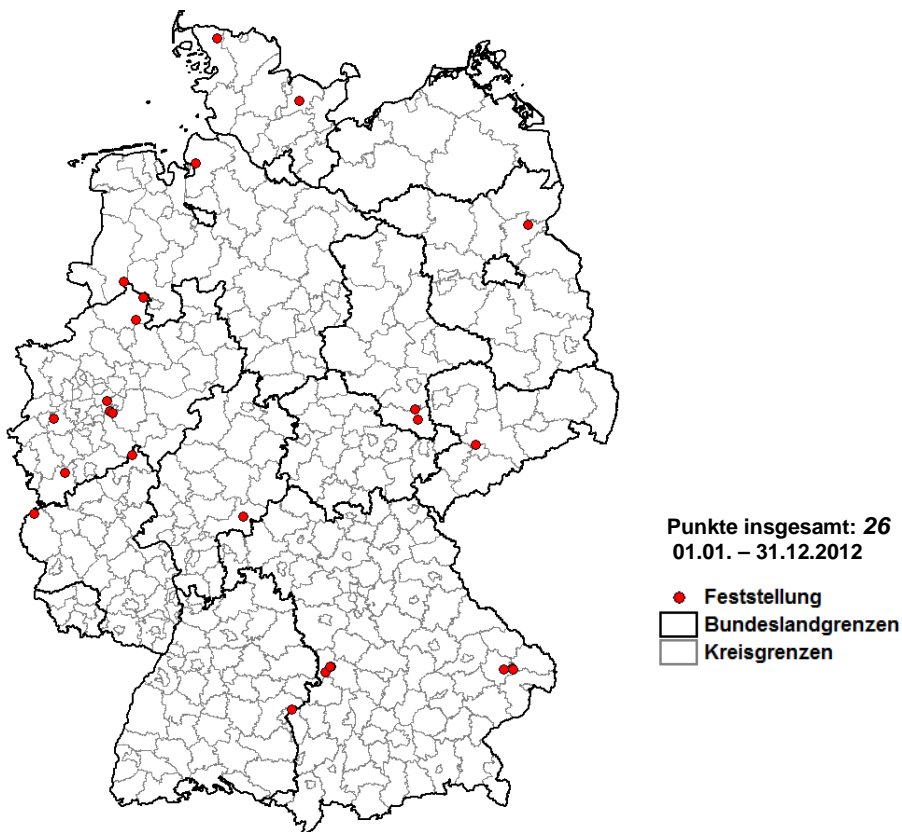 Punkte insgesamt: 26
01.01. – 31.12.2012
Feststellung
Bundeslandgrenzen
Kreisgrenzen